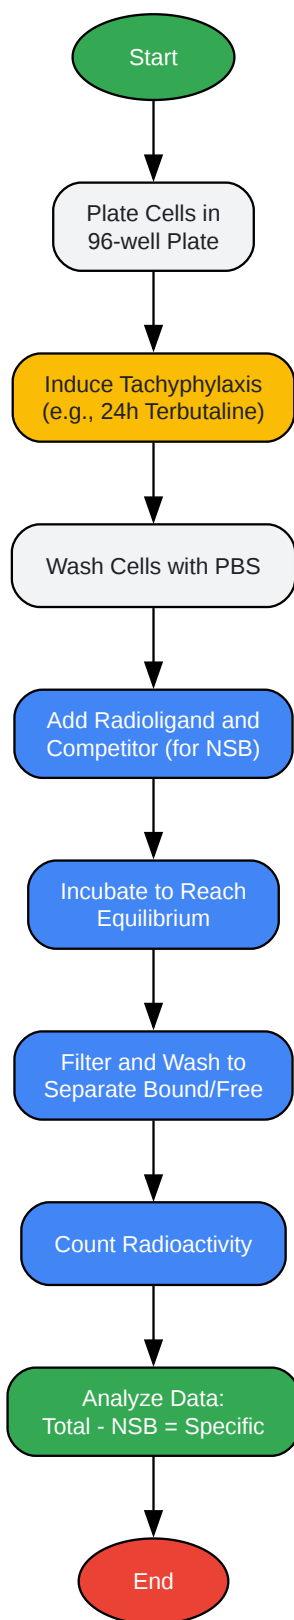 Start
Plate Cells in
96-well Plate
Induce Tachyphylaxis
(e.g., 24h Terbutaline)
Wash Cells with PBS
Add Radioligand and
Competitor (for NSB)
Incubate to Reach
Equilibrium
Filter and Wash to
Separate Bound/Free
Count Radioactivity
Analyze Data:
Total - NSB = Specific
End